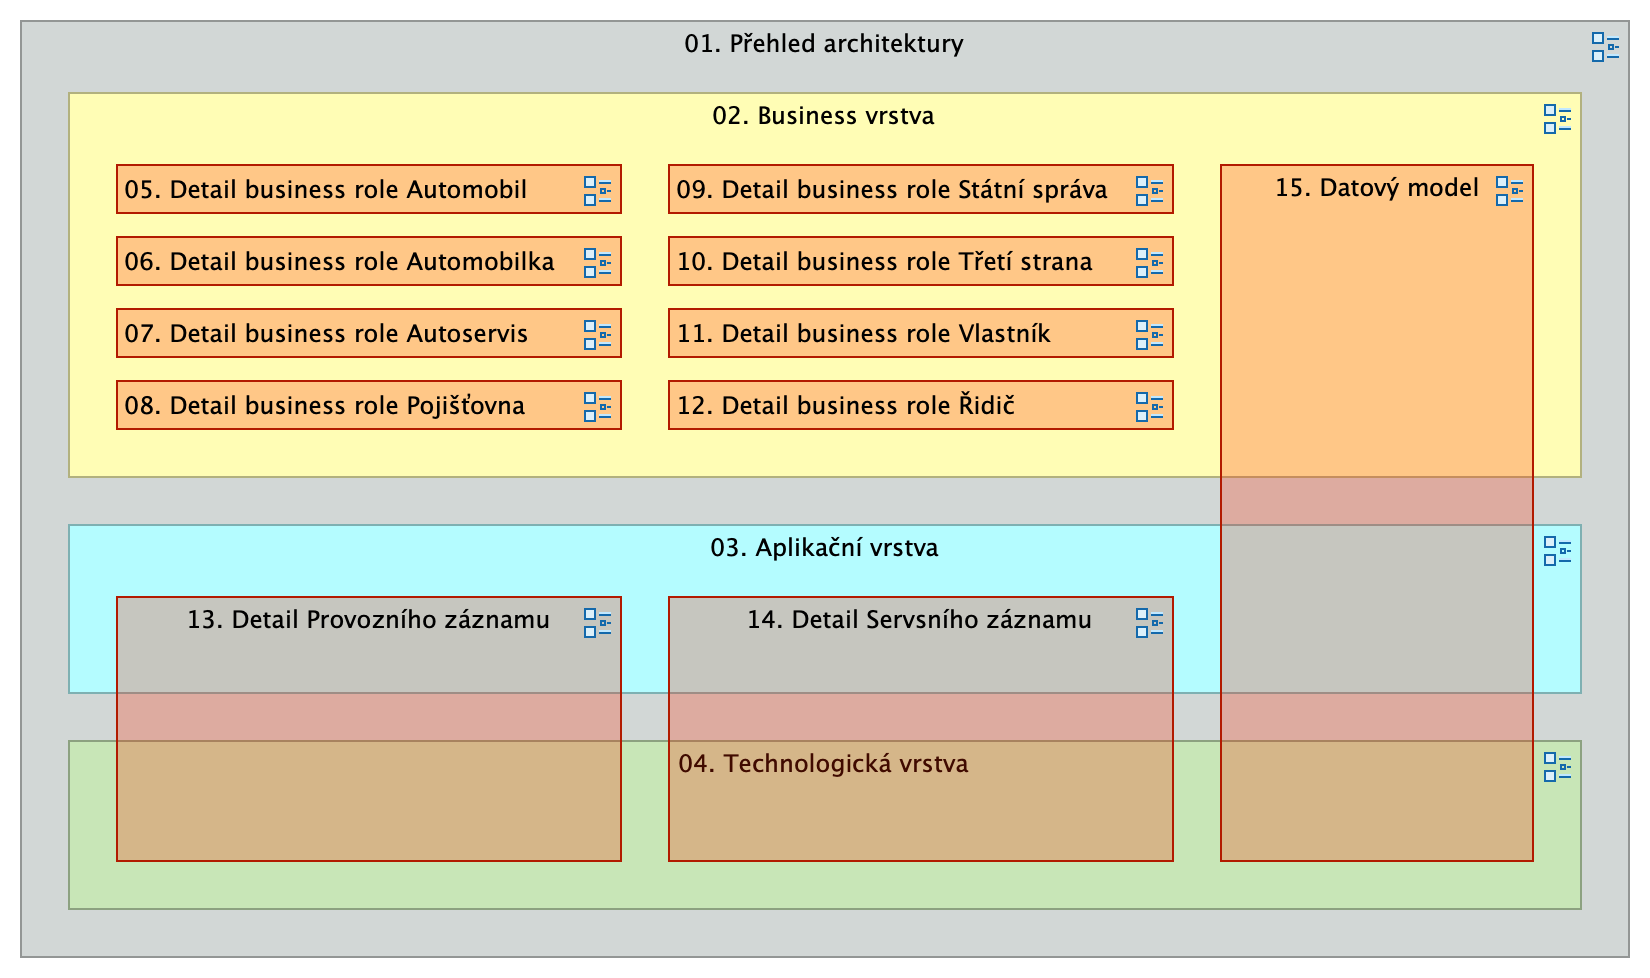 01. Přehled architektury
02. Business vrstva
05. Detail business role Automobil
09. Detail business role Státní správa
15. Datový model
06. Detail business role Automobilka
10. Detail business role Třetí strana
07. Detail business role Autoservis
11. Detail business role Vlastník
08. Detail business role Pojišťovna
12. Detail business role Řidič
03. Aplikační vrstva
13. Detail Provozního záznamu
14. Detail Servsního záznamu
04. Technologická vrstva